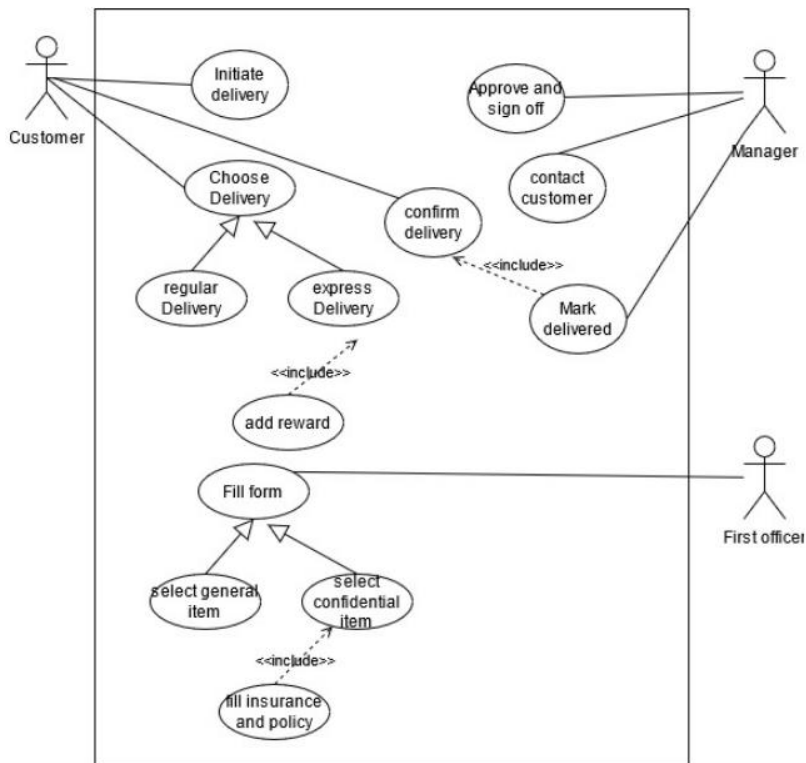 Initiate
delivery
Approve and
sign off
Customer
Manager
Choose
Delivery
contact
customer
confirm
delivery
<<include>>
regular
Delivery
express
Delivery
Mark
delivered
<<include>>
add reward
Fill form
First officer
select general
item
select
confidential
item
<<include>>
fill insurance
and policy